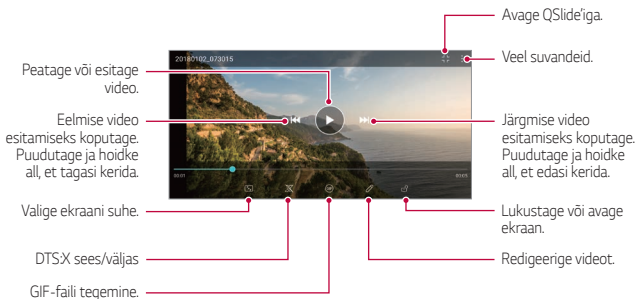 Avage QSlide'iga.
Veel suvandeid.
20180102_073015
Peatage või esitage
video.
Eelmise video
esitamiseks koputage.
Puudutage ja hoidke
all, et tagasi kerida.
Järgmise video
esitamiseks koputage.
Puudutage ja hoidke
all, et edasi kerida.
00:01
00:05
Valige ekraani suhe.
Lukustage või avage
ekraan.
DTS:X sees/väljas
Redigeerige videot.
GIF-faili tegemine.